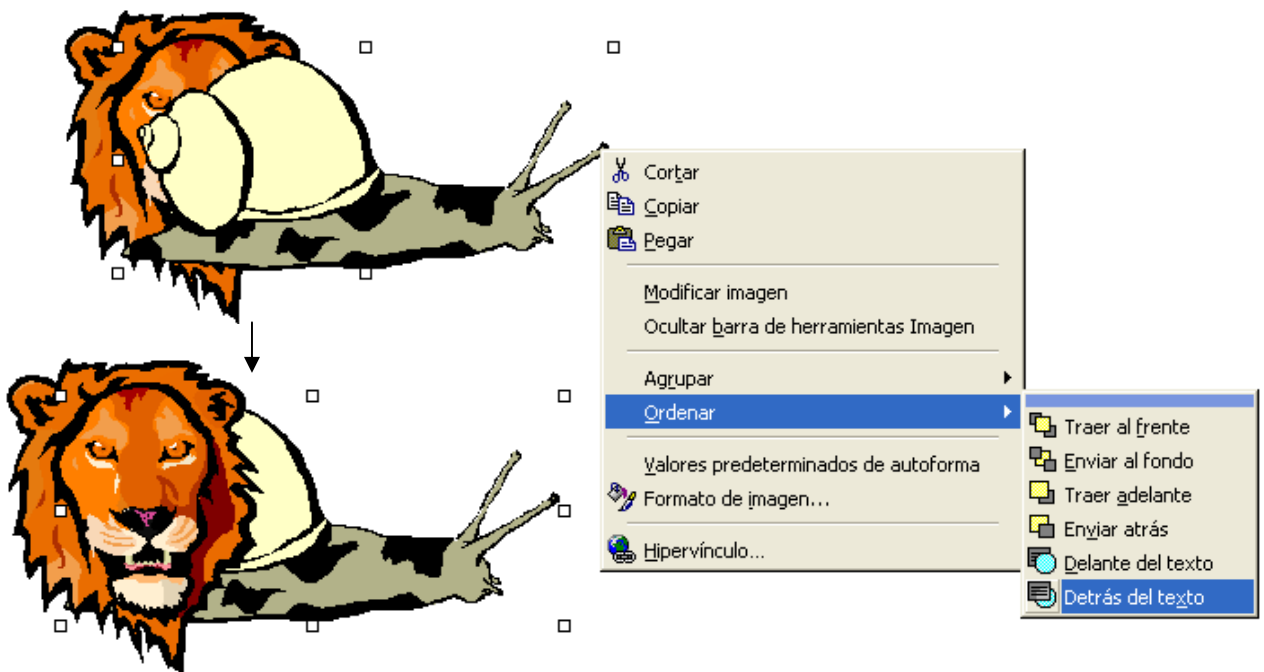 Cortar
Copiar
Pegar
Modificar imagen
Ocultar barra de herramientas Imagen
Agrupar
Ordenar
Valores predeterminados de autoforma
Formato de imagen...
Hipervínculo...
Traer al frente
Enviar al fondo
Traer adelante
Enviar atrás
Delante del texto
Detrás del texto